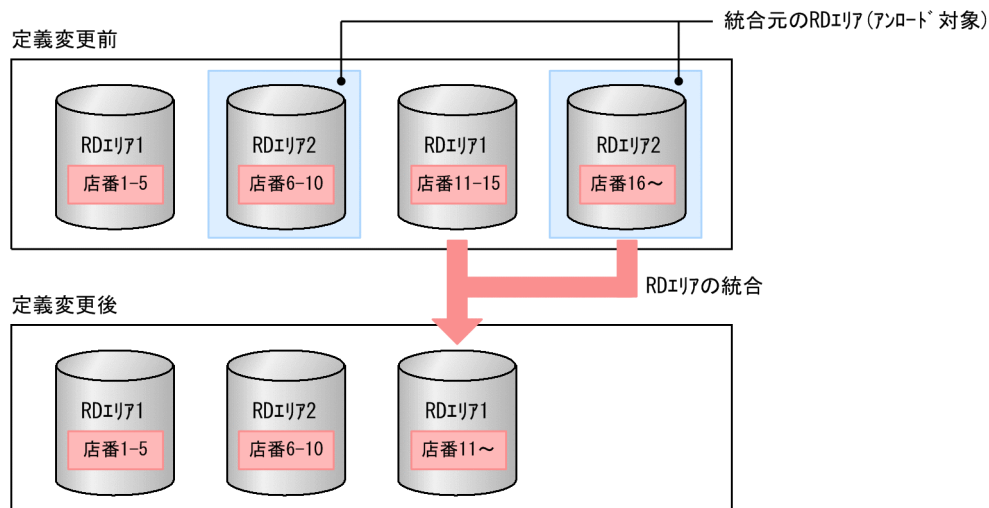 統合元のRDエリア(アンロード対象)
定義変更前
RDエリア1
RDエリア2
RDエリア1
RDエリア2
店番1-5
店番6-10
店番11-15
店番16～
RDエリアの統合
定義変更後
RDエリア1
RDエリア2
RDエリア1
店番1-5
店番6-10
店番11～